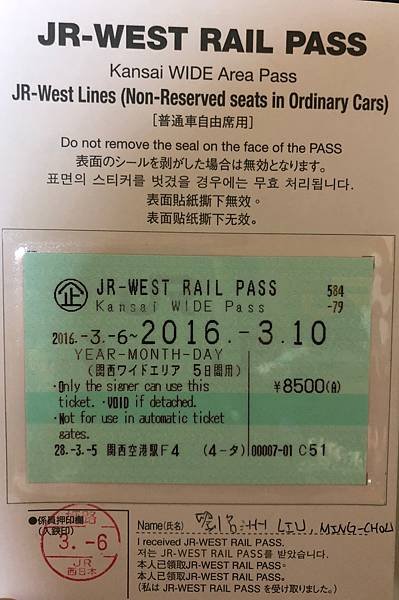 JR-WEST RAIL PASS
Kansai WIDE Area Pass
JR-West Lines (Non-Reserved seats in Ordinary Cars)
[普通車自由席用]
Do not remove the seal on the face of the PASS
表面のシールを剥がした場合は無効となります。
표면의 스티커를 벗겼을 경우에는 무효 처리됩니다.
表面貼紙撕下無效。
表面贴纸撕下无效。
企 JR-WEST RAIL PASS 584
Kansai WIDE Pass -79
2016.-3.-6~2016.-3.10
YEAR-MONTH-DAY
(関西ワイドエリア 5日間用)
・Only the signer can use this ¥8500(A)
ticket.・VOID if detached.
・Not for use in automatic ticket
gates.
28.-3.-5 関西空港駅F4 (4-タ) 00007-01 C51
●係員押印欄
(入鋏印)
3.-6
JR
西日本
Name(氏名) LIU, MING-CHOU
I received JR-WEST RAIL PASS.
저는 JR-WEST RAIL PASS를 받았습니다.
本人已領取JR-WEST RAIL PASS。
本人已领取JR-WEST RAIL PASS。
(私は JR-WEST RAIL PASS を受け取りました。)